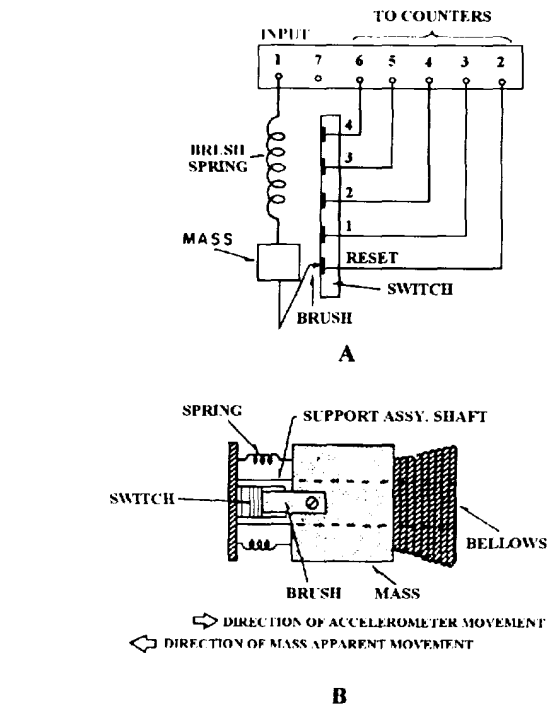 TO COUNTERS
INPUT
1 7 6 5 4 3 2
4
BRUSH
SPRING
3
2
MASS
1
RESET
SWITCH
BRUSH
A
SPRING
SUPPORT ASSY. SHAFT
SWITCH
BELLOWS
BRUSH MASS
DIRECTION OF ACCELEROMETER MOVEMENT
DIRECTION OF MASS APPARENT MOVEMENT
B